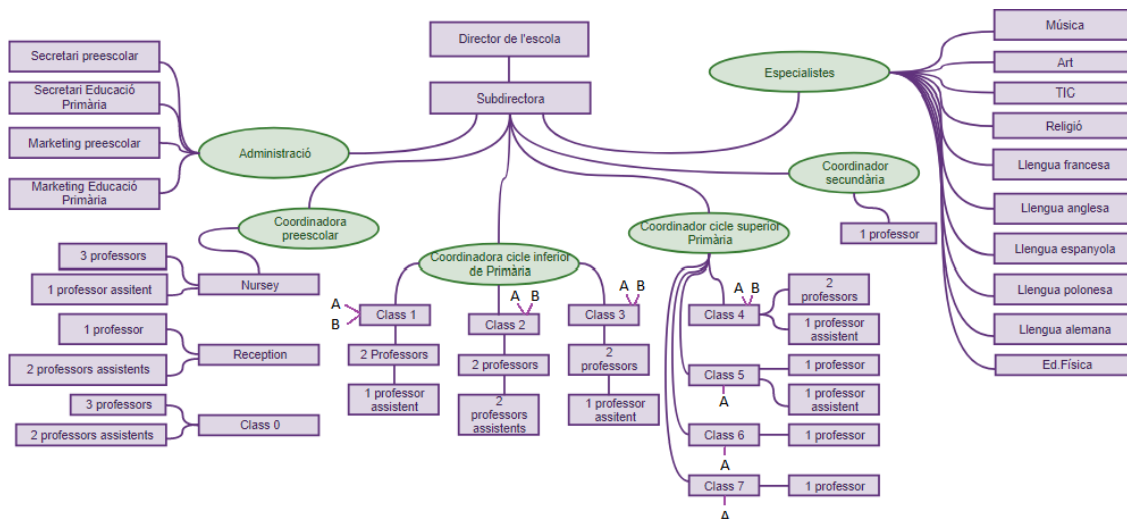 Director de l'escola
Subdirectora
Secretari preescolar
Secretari Educació
Primària
Marketing preescolar
Marketing Educació
Primària
Administració
Especialistes
Música
Art
TIC
Religió
Llengua francesa
Llengua anglesa
Llengua espanyola
Llengua polonesa
Llengua alemana
Ed.Física
Coordinador
secundària
1 professor
Coordinadora
preescolar
3 professors
1 professor assitent
Nursey
1 professor
2 professors assistents
Reception
3 professors
2 professors assistents
Class 0
Coordinadora cicle inferior
de Primària
A
B
Class 1
2 Professors
1 professor
assistent
A B
Class 2
2 professors
2
professors
assistents
A B
Class 3
2
professors
1 professor
assitent
Coordinador cicle superior
Primària
A B
Class 4
2
professors
1 professor
assistent
Class 5
A
1 professor
1 professor
assistent
Class 6
A
1 professor
Class 7
A
1 professor